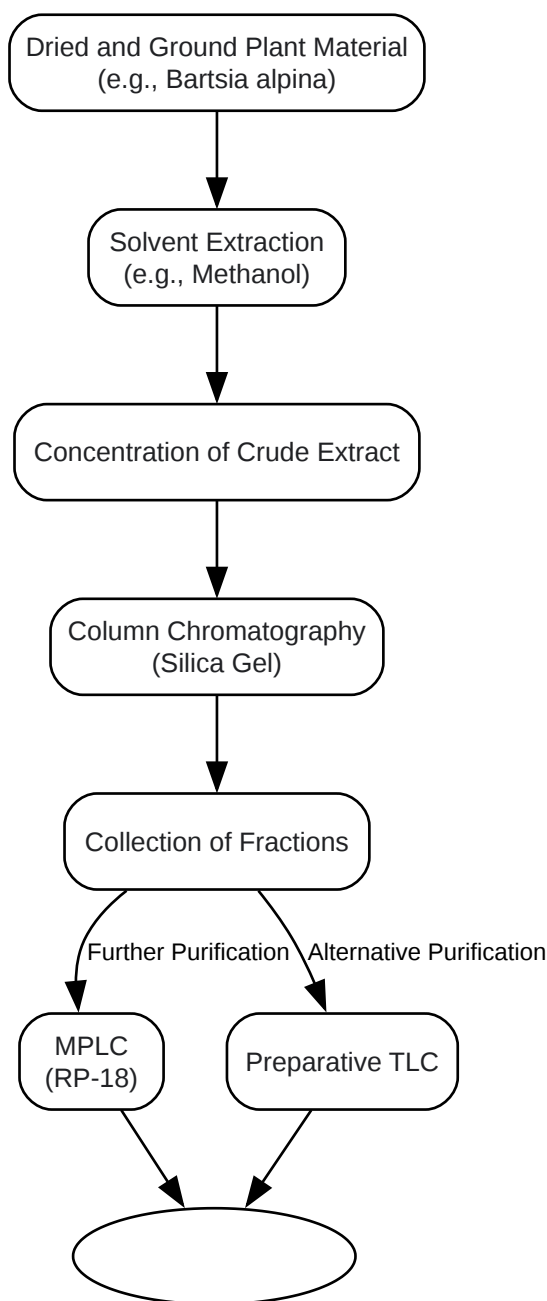 Dried and Ground Plant Material
(e.g., Bartsia alpina)
Solvent Extraction
(e.g., Methanol)
Concentration of Crude Extract
Column Chromatography
(Silica Gel)
Collection of Fractions
Further Purification
Alternative Purification
MPLC
(RP-18)
Preparative TLC